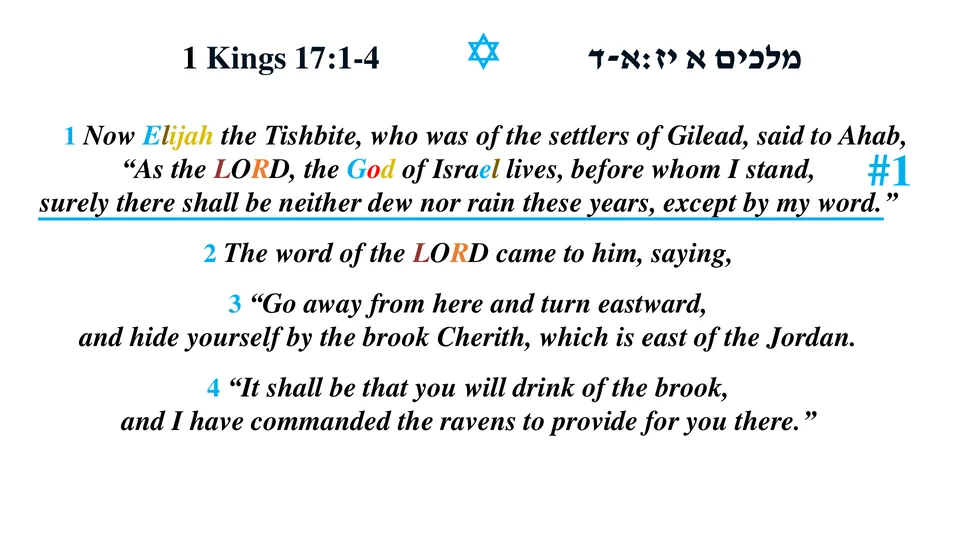 1 Kings 17:1-4 ✡ מלכים א יז:א-ד
1 Now Elijah the Tishbite, who was of the settlers of Gilead, said to Ahab,
“As the LORD, the God of Israel lives, before whom I stand,
#1
surely there shall be neither dew nor rain these years, except by my word.”
2 The word of the LORD came to him, saying,
3 “Go away from here and turn eastward,
and hide yourself by the brook Cherith, which is east of the Jordan.
4 “It shall be that you will drink of the brook,
and I have commanded the ravens to provide for you there.”